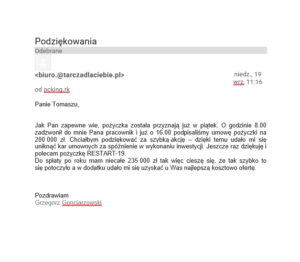 Podziękowania
Odebrane
<biuro.@tarczadlaciebie.pl>
niedz., 19
wrz, 11:16
od pcking.rk
Panie Tomaszu,
Jak Pan zapewne wie, pożyczka została przyznają juz w piątek. O godzinie 8.00
zadzwonił do mnie Pana pracownik i już o 16.00 podpisaliśmy umowę pożyczki na
200 000 zł. Chciałbym podziękować za szybka akcję – dzięki temu udało mi się
uniknąć kar umownych za spóźnienie w wykonaniu inwestycji. Jeszcze raz dziękuję i
polecam pożyczkę RESTART-19.
Do spłaty po roku mam niecałe 235 000 zł tak więc cieszę się, że tak szybko to
się potoczyło a w dodatku udało mi się uzyskać u Was najlepszą kosztowo ofertę.
Pozdrawiam
Grzegorz Gonciarzowski